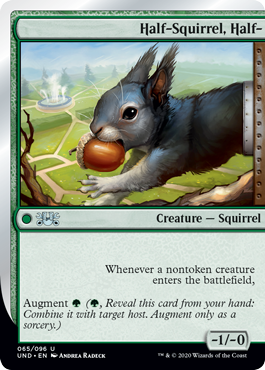 Half-Squirrel, Half-
Creature — Squirrel
Whenever a nontoken creature
enters the battlefield,
Augment (, Reveal this card from your hand:
Combine it with target host. Augment only as
a sorcery.)
-1/-0
065/096 U
UND • EN ANDREA RADECK
™ & © 2020 Wizards of the Coast